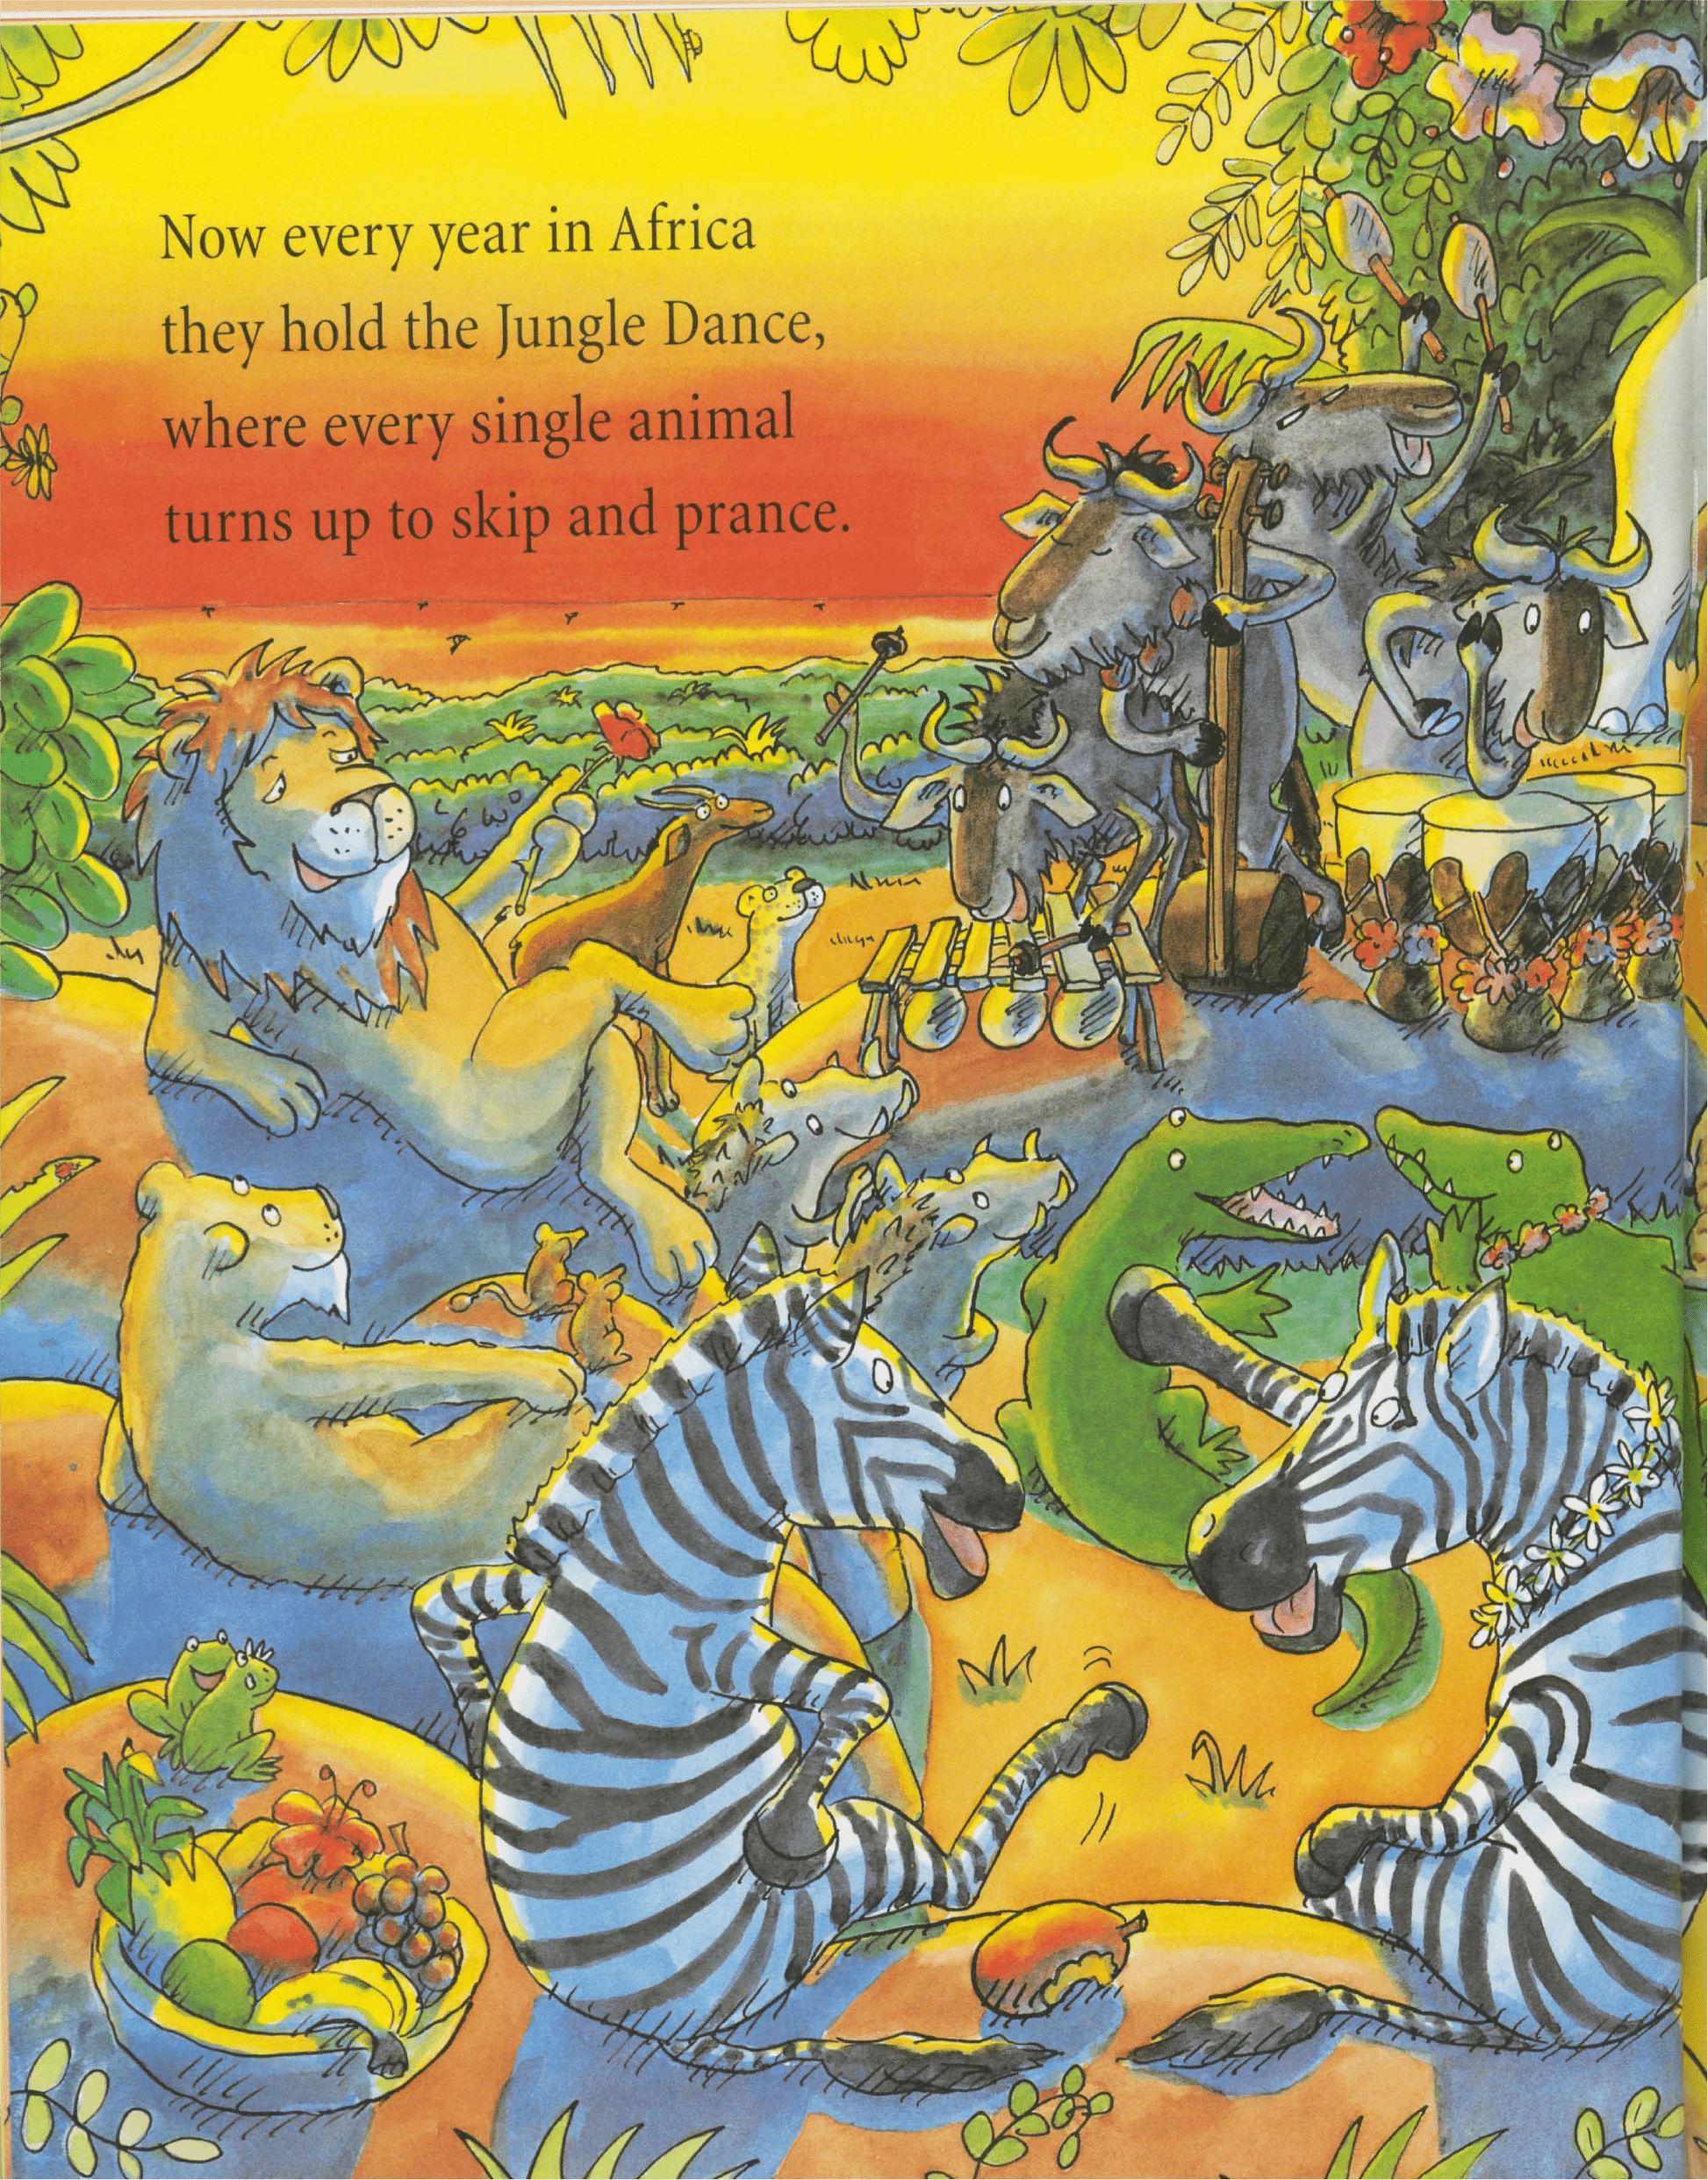 Now every year in Africa
they hold the Jungle Dance,
where every single animal
turns up to skip and prance.